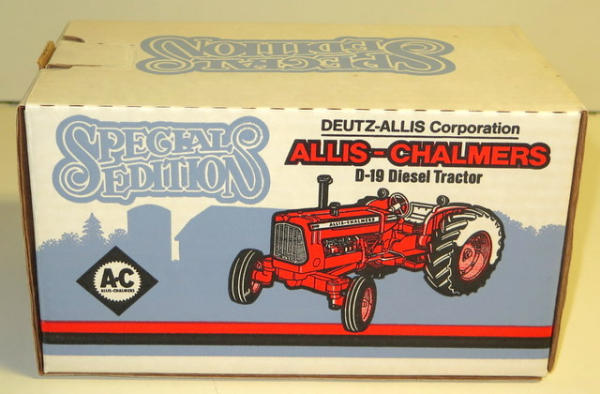 SPECIAL
EDITION
SPECIAL
EDITION
DEUTZ-ALLIS Corporation
ALLIS-CHALMERS
D-19 Diesel Tractor
ALLIS-CHALMERS
A-C
ALLIS-CHALMERS